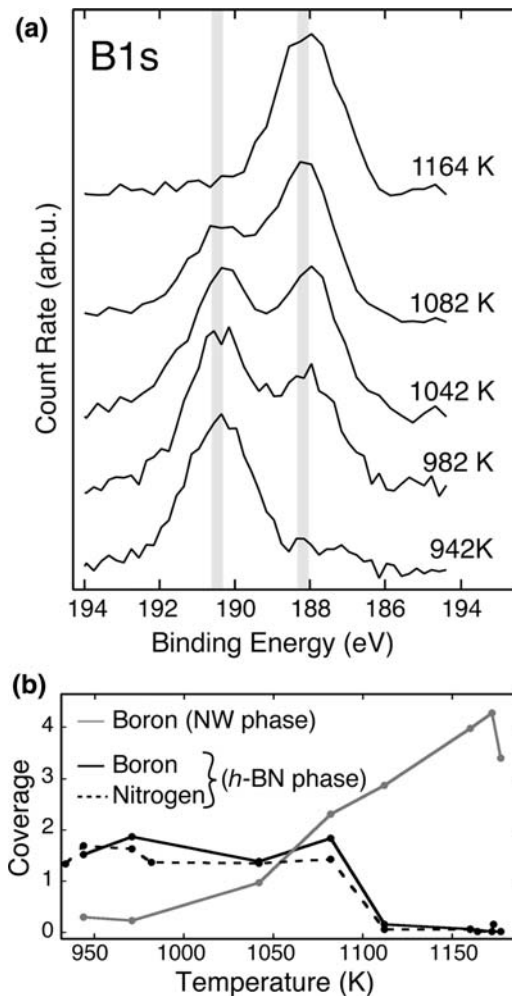 (a)
B1s
1164 K
1082 K
1042 K
982 K
942K
Count Rate (arb.u.)
194 192 190 188 186 194
Binding Energy (eV)
(b)
4
3
2
1
0
Coverage
Boron (NW phase)
Boron
Nitrogen
(h-BN phase)
950 1000 1050 1100 1150
Temperature (K)